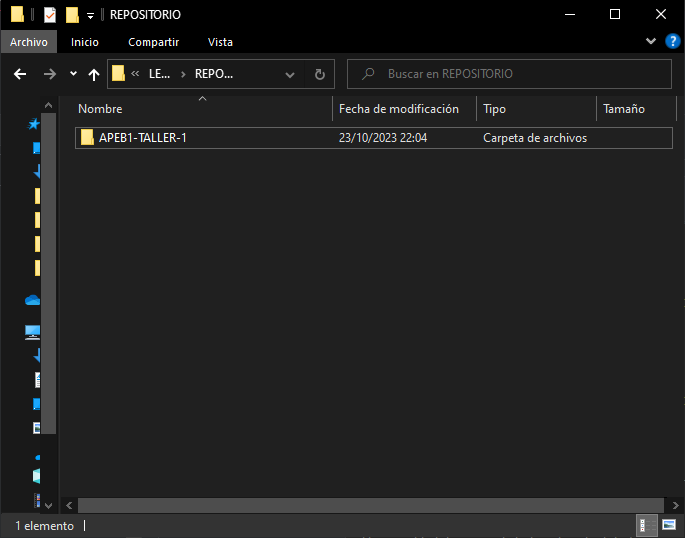 REPOSITORIO
Archivo Inicio Compartir Vista
LE... REPO... Buscar en REPOSITORIO
Nombre Fecha de modificación Tipo Tamaño
APEB1-TALLER-1 23/10/2023 22:04 Carpeta de archivos
1 elemento